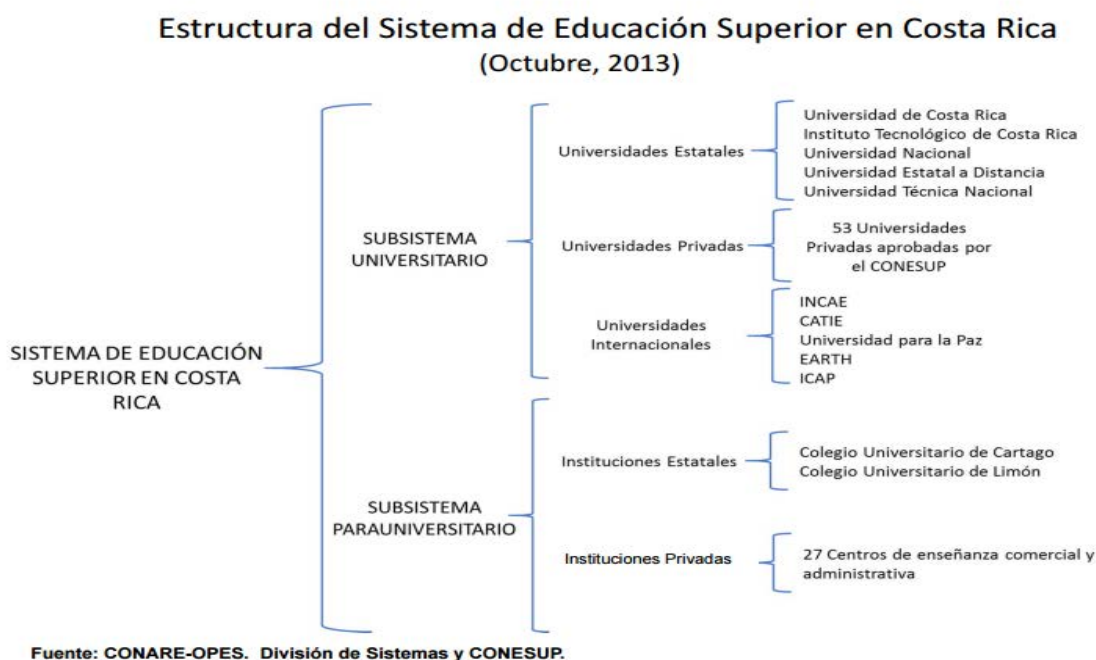 Estructura del Sistema de Educación Superior en Costa Rica
(Octubre, 2013)
SISTEMA DE EDUCACIÓN
SUPERIOR EN COSTA
RICA
SUBSISTEMA
UNIVERSITARIO
Universidades Estatales
Universidad de Costa Rica
Instituto Tecnológico de Costa Rica
Universidad Nacional
Universidad Estatal a Distancia
Universidad Técnica Nacional
Universidades Privadas
53 Universidades
Privadas aprobadas por
el CONESUP
Universidades
Internacionales
INCAE
CATIE
Universidad para la Paz
EARTH
ICAP
SUBSISTEMA
PARAUNIVERSITARIO
Instituciones Estatales
Colegio Universitario de Cartago
Colegio Universitario de Limón
Instituciones Privadas
27 Centros de enseñanza comercial y
administrativa
Fuente: CONARE-OPES. División de Sistemas y CONESUP.